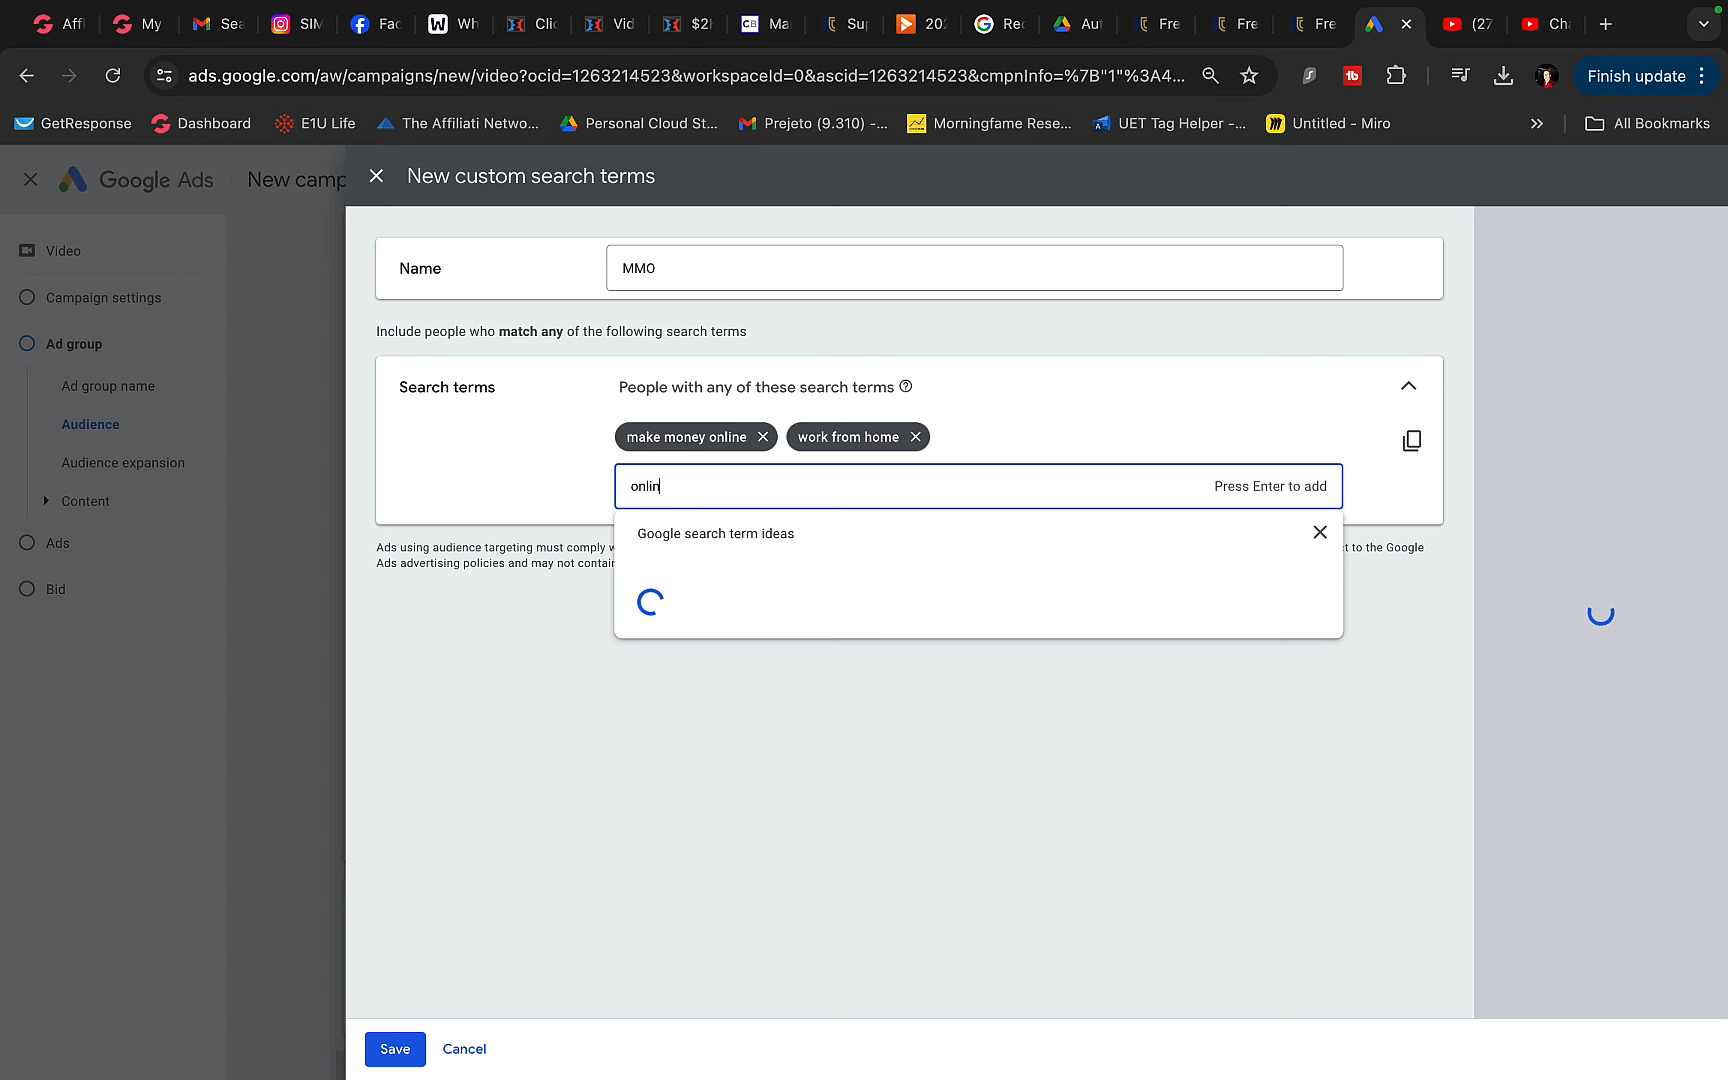 Affi
My
Sea
SIM
Fac
Wh
Clic
Vid
$2
CB
Ma
Su
202
Rec
Aut
Fre
Fre
Fre
(27
Cha
ads.google.com/aw/campaigns/new/video?ocid=1263214523&workspaceId=0&ascid=1263214523&cmpnInfo=%7B"1"%3A4...
Finish update
GetResponse
Dashboard
E1U Life
The Affiliati Netwo...
Personal Cloud St...
Prejeto (9.310) -...
Morningfame Rese...
UET Tag Helper -...
Untitled - Miro
All Bookmarks
Google Ads
New camp
New custom search terms
Video
Campaign settings
Ad group
Ad group name
Audience
Audience expansion
Content
Ads
Bid
Name
MMO
Include people who match any of the following search terms
Search terms
People with any of these search terms
make money online
work from home
onlin
Press Enter to add
Google search term ideas
Ads using audience targeting must comply w
t to the Google
Ads advertising policies and may not contain
Save
Cancel